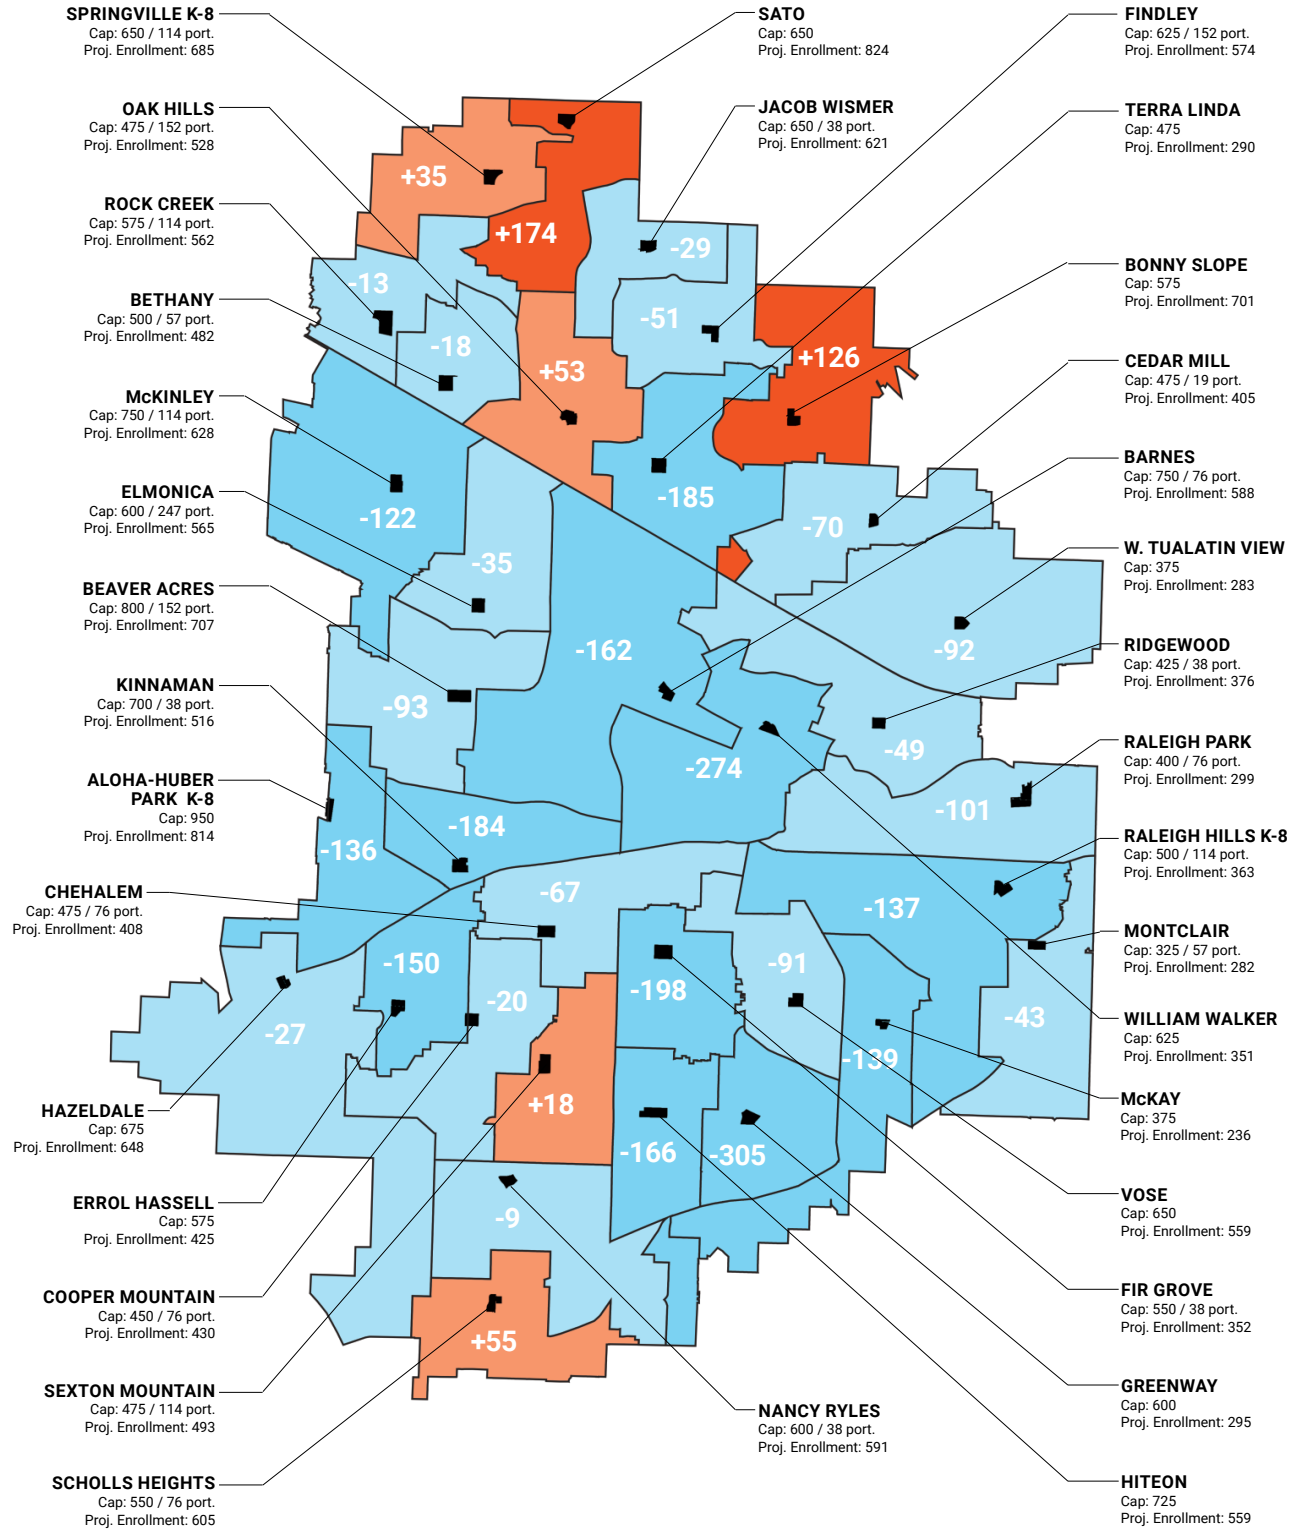 SPRINGVILLE K-8
Cap: 650 / 114 port.
Proj. Enrollment: 685
OAK HILLS
Cap: 475 / 152 port.
Proj. Enrollment: 528
ROCK CREEK
Cap: 575 / 114 port.
Proj. Enrollment: 562
BETHANY
Cap: 500 / 57 port.
Proj. Enrollment: 482
McKINLEY
Cap: 750 / 114 port.
Proj. Enrollment: 628
ELMONICA
Cap: 600 / 247 port.
Proj. Enrollment: 565
BEAVER ACRES
Cap: 800 / 152 port.
Proj. Enrollment: 707
KINNAMAN
Cap: 700 / 38 port.
Proj. Enrollment: 516
ALOHA-HUBER
PARK K-8
Cap: 950
Proj. Enrollment: 814
CHEHALEM
Cap: 475 / 76 port.
Proj. Enrollment: 408
HAZELDALE
Cap: 675
Proj. Enrollment: 648
ERROL HASSELL
Cap: 575
Proj. Enrollment: 425
COOPER MOUNTAIN
Cap: 450 / 76 port.
Proj. Enrollment: 430
SEXTON MOUNTAIN
Cap: 475 / 114 port.
Proj. Enrollment: 493
SCHOLLS HEIGHTS
Cap: 550 / 76 port.
Proj. Enrollment: 605
SATO
Cap: 650
Proj. Enrollment: 824
JACOB WISMER
Cap: 650 / 38 port.
Proj. Enrollment: 621
+35
+174
-29
-13
-51
-18
+53
+126
-185
-122
-70
-35
-162
-92
-93
-49
-274
-101
-184
-136
-67
-137
-150
-91
-198
-20
-43
-27
-139
+18
-166
-305
-9
+55
NANCY RYLES
Cap: 600 / 38 port.
Proj. Enrollment: 591
FINDLEY
Cap: 625 / 152 port.
Proj. Enrollment: 574
TERRA LINDA
Cap: 475
Proj. Enrollment: 290
BONNY SLOPE
Cap: 575
Proj. Enrollment: 701
CEDAR MILL
Cap: 475 / 19 port.
Proj. Enrollment: 405
BARNES
Cap: 750 / 76 port.
Proj. Enrollment: 588
W. TUALATIN VIEW
Cap: 375
Proj. Enrollment: 283
RIDGEWOOD
Cap: 425 / 38 port.
Proj. Enrollment: 376
RALEIGH PARK
Cap: 400 / 76 port.
Proj. Enrollment: 299
RALEIGH HILLS K-8
Cap: 500 / 114 port.
Proj. Enrollment: 363
MONTCLAIR
Cap: 325 / 57 port.
Proj. Enrollment: 282
WILLIAM WALKER
Cap: 625
Proj. Enrollment: 351
McKAY
Cap: 375
Proj. Enrollment: 236
VOSE
Cap: 650
Proj. Enrollment: 559
FIR GROVE
Cap: 550 / 38 port.
Proj. Enrollment: 352
GREENWAY
Cap: 600
Proj. Enrollment: 295
HITEON
Cap: 725
Proj. Enrollment: 559